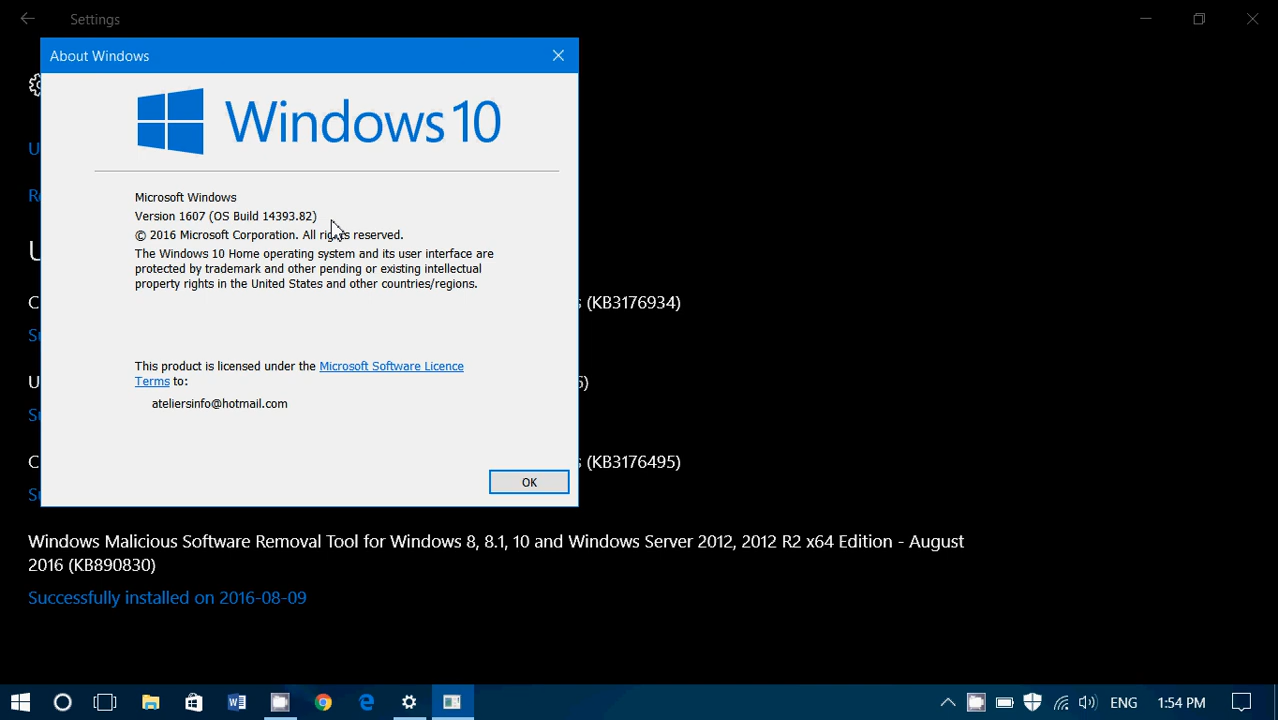 Settings
About Windows
Windows 10
Microsoft Windows
Version 1607 (OS Build 14393.82)
© 2016 Microsoft Corporation. All rights reserved.
The Windows 10 Home operating system and its user interface are
protected by trademark and other pending or existing intellectual
property rights in the United States and other countries/regions.
(KB3176934)
This product is licensed under the Microsoft Software Licence
Terms to:
ateliersinfo@hotmail.com
(KB3176495)
OK
Windows Malicious Software Removal Tool for Windows 8, 8.1, 10 and Windows Server 2012, 2012 R2 x64 Edition - August
2016 (KB890830)
Successfully installed on 2016-08-09
ENG
1:54 PM